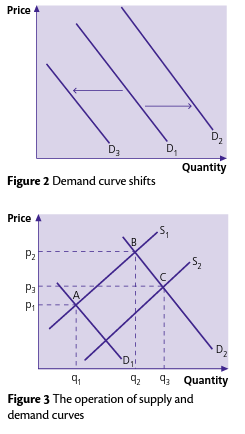 Price
D3
D1
D2
Quantity
Figure 2 Demand curve shifts
Price
S1
B
P2
S2
C
P3
A
P1
D1
D2
q1
q2
q3
Quantity
Figure 3 The operation of supply and
demand curves